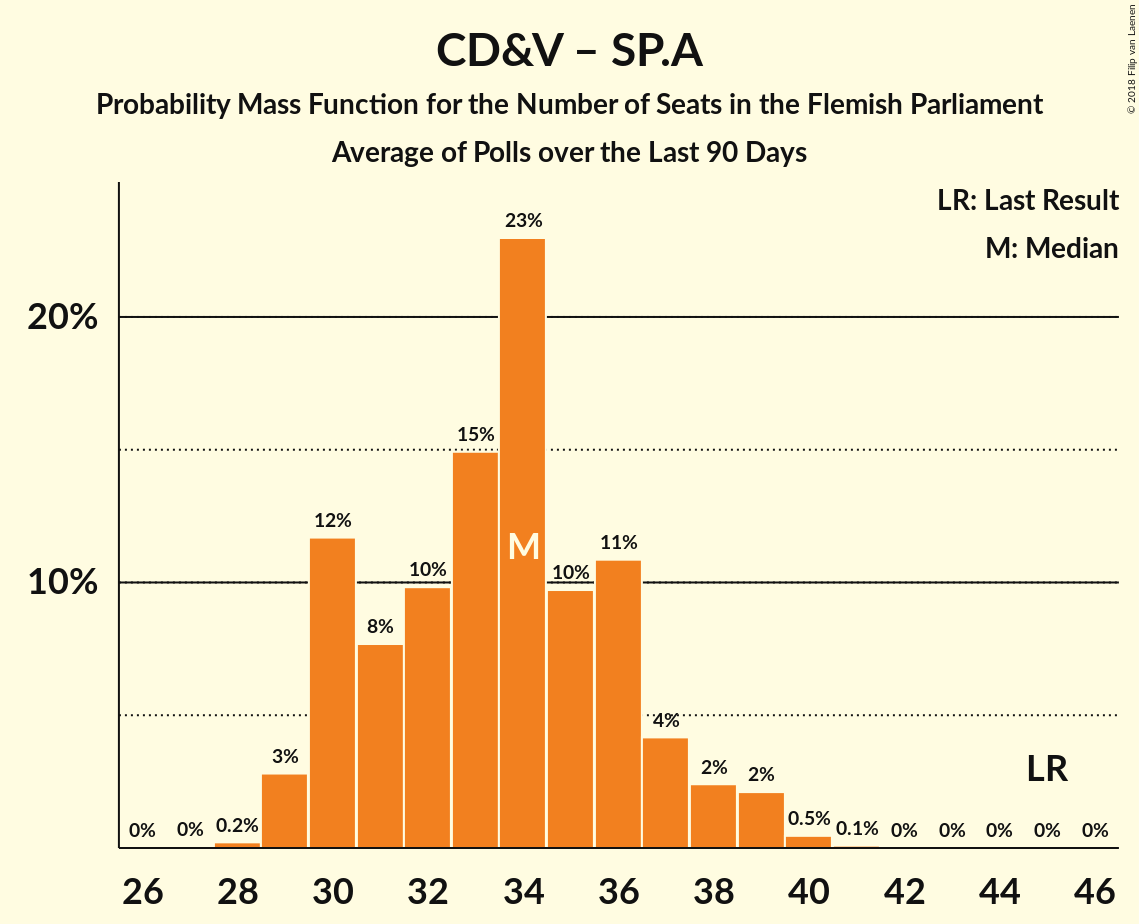 CD&V – SP.A
Probability Mass Function for the Number of Seats in the Flemish Parliament
Average of Polls over the Last 90 Days
© 2018 Filip van Laenen
LR: Last Result
M: Median
20%
10%
0%
0%
0.2%
3%
12%
8%
10%
15%
23%
M
10%
11%
4%
2%
2%
0.5%
0.1%
0%
0%
0%
0%
0%
LR
26 28 30 32 34 36 38 40 42 44 46